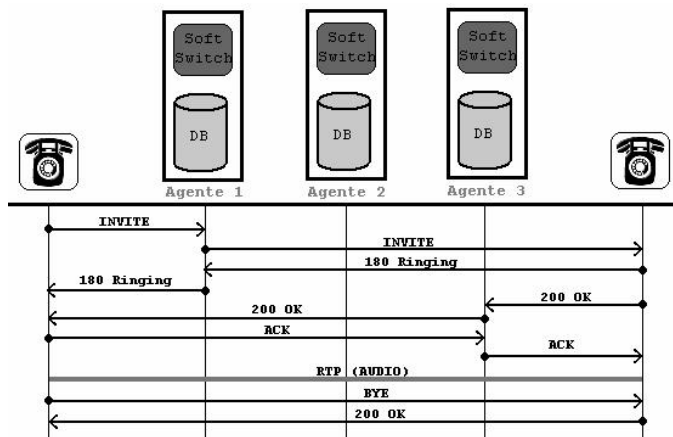 Soft
Switch
Soft
Switch
Soft
Switch
DB
DB
DB
Agente 1
Agente 2
Agente 3
INVITE
INVITE
180 Ringing
180 Ringing
200 OK
200 OK
ACK
ACK
RTP (AUDIO)
BYE
200 OK